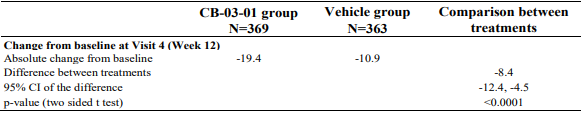 CB-03-01 group Vehicle group Comparison between
N=369 N=363 treatments
Change from baseline at Visit 4 (Week 12)
Absolute change from baseline -19.4 -10.9
Difference between treatments -8.4
95% CI of the difference -12.4, -4.5
p-value (two sided t test) <0.0001